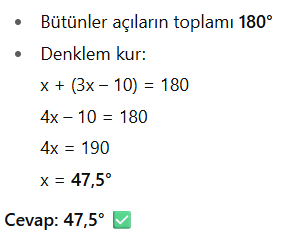 • Bütünler açıların toplamı 180°
• Denklem kur:
x + (3x – 10) = 180
4x – 10 = 180
4x = 190
x = 47,5°
Cevap: 47,5° ✅